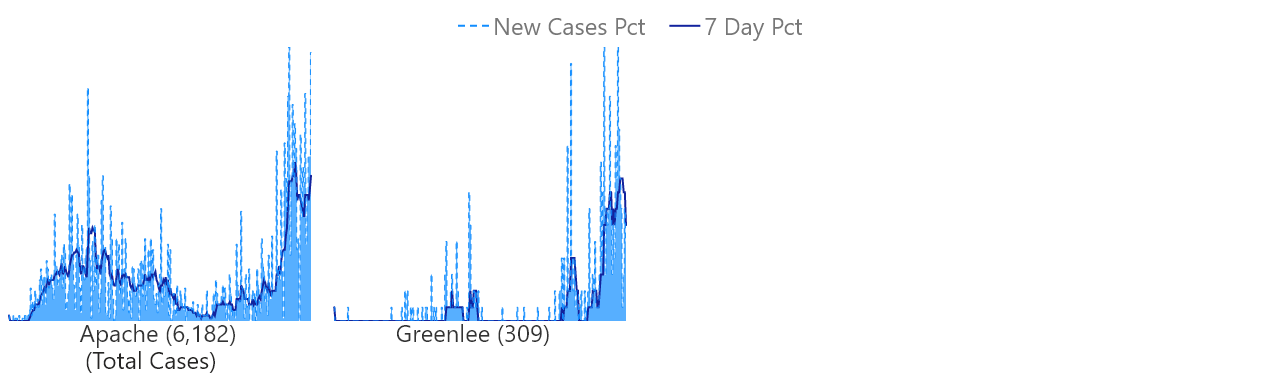 New Cases Pct 7 Day Pct
Apache (6,182) Greenlee (309)
(Total Cases)